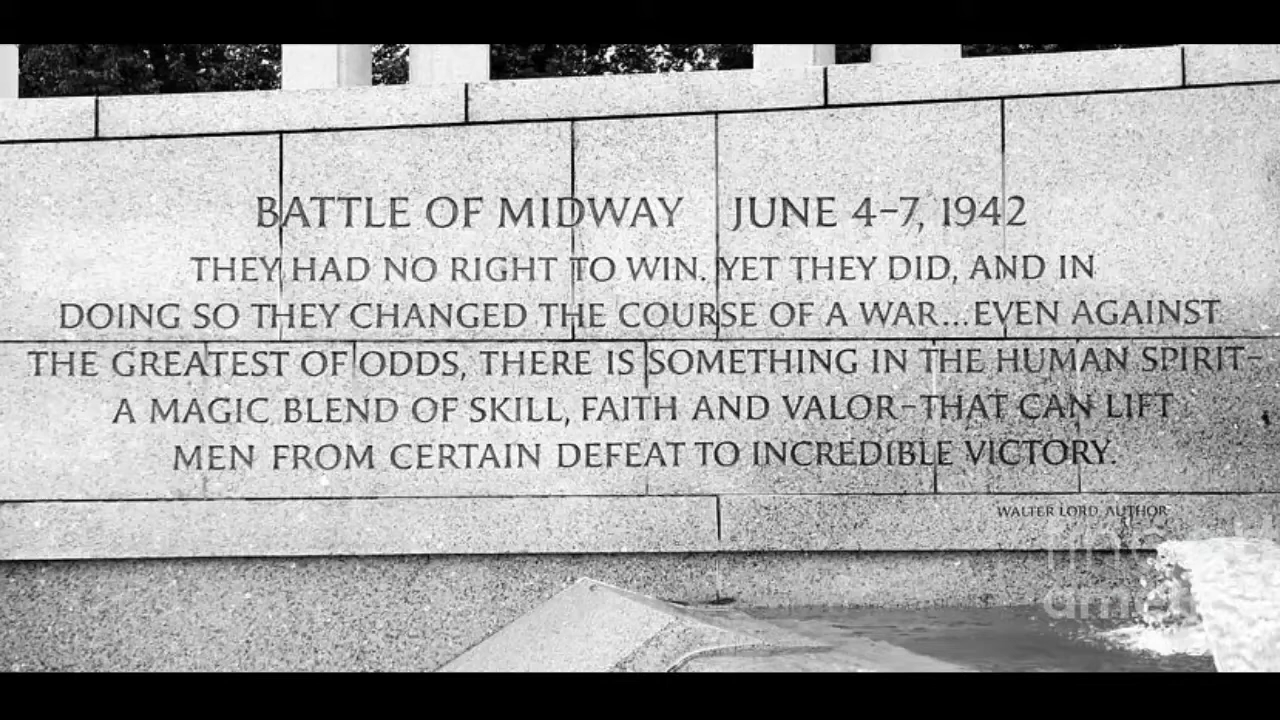 BATTLE OF MIDWAY JUNE 4-7, 1942
THEY HAD NO RIGHT TO WIN. YET THEY DID, AND IN
DOING SO THEY CHANGED THE COURSE OF A WAR...EVEN AGAINST
THE GREATEST OF ODDS, THERE IS SOMETHING IN THE HUMAN SPIRIT-
A MAGIC BLEND OF SKILL, FAITH AND VALOR-THAT CAN LIFT
MEN FROM CERTAIN DEFEAT TO INCREDIBLE VICTORY.
WALTER LORD, AUTHOR